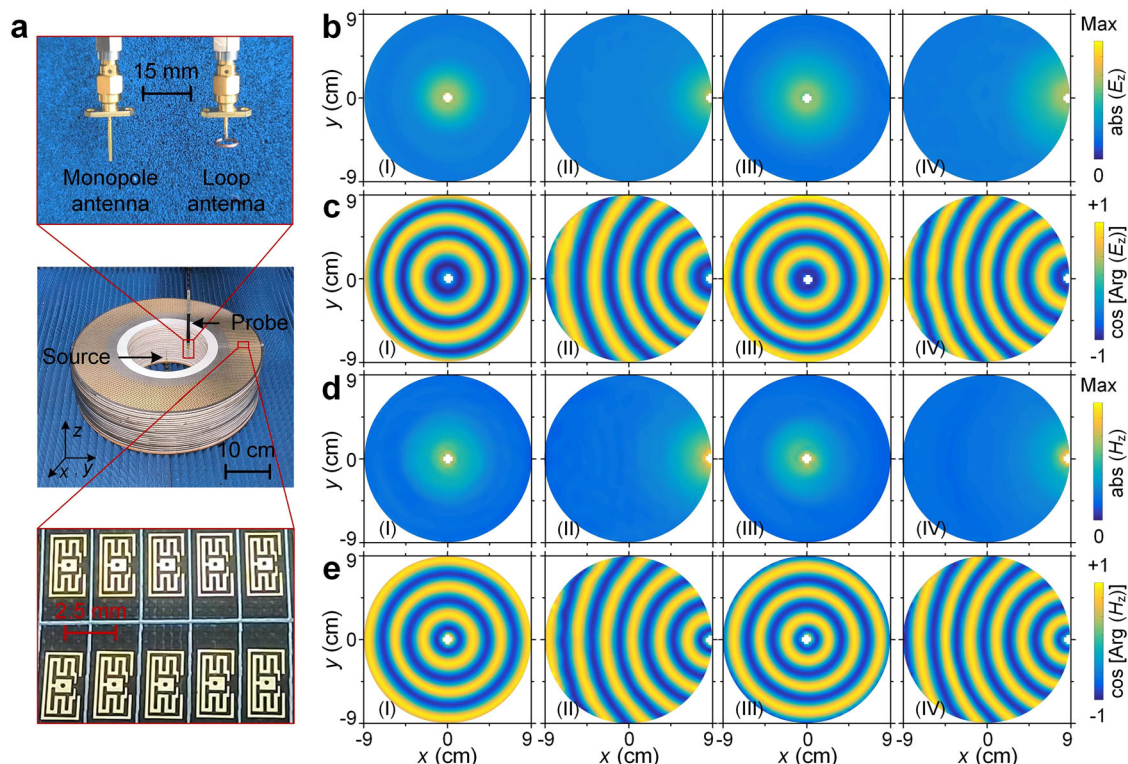 a
15 mm
Monopole
antenna
Loop
antenna
Probe
Source
z
x
y
10 cm
2.5 mm
b
9
y (cm)
0
-9
(I)
(II)
(III)
(IV)
Max
abs (Ez)
0
c
9
y (cm)
0
-9
(I)
(II)
(III)
(IV)
+1
cos [Arg (Ez)]
-1
d
9
y (cm)
0
-9
(I)
(II)
(III)
(IV)
Max
abs (Hz)
0
e
9
y (cm)
0
-9
(I)
(II)
(III)
(IV)
+1
cos [Arg (Hz)]
-1
-9 0 9 -9 0 9 -9 0 9 -9 0 9
x (cm) x (cm) x (cm) x (cm)